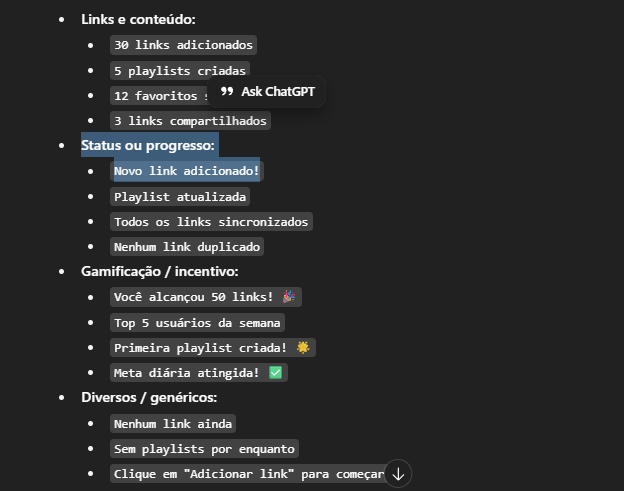 Links e conteúdo:
30 links adicionados
5 playlists criadas
12 favoritos
Ask ChatGPT
3 links compartilhados
Status ou progresso:
Novo link adicionado!
Playlist atualizada
Todos os links sincronizados
Nenhum link duplicado
Gamificação / incentivo:
Você alcançou 50 links! 🎉
Top 5 usuários da semana
Primeira playlist criada! 🌟
Meta diária atingida! ✅
Diversos / genéricos:
Nenhum link ainda
Sem playlists por enquanto
Clique em "Adicionar link" para começar